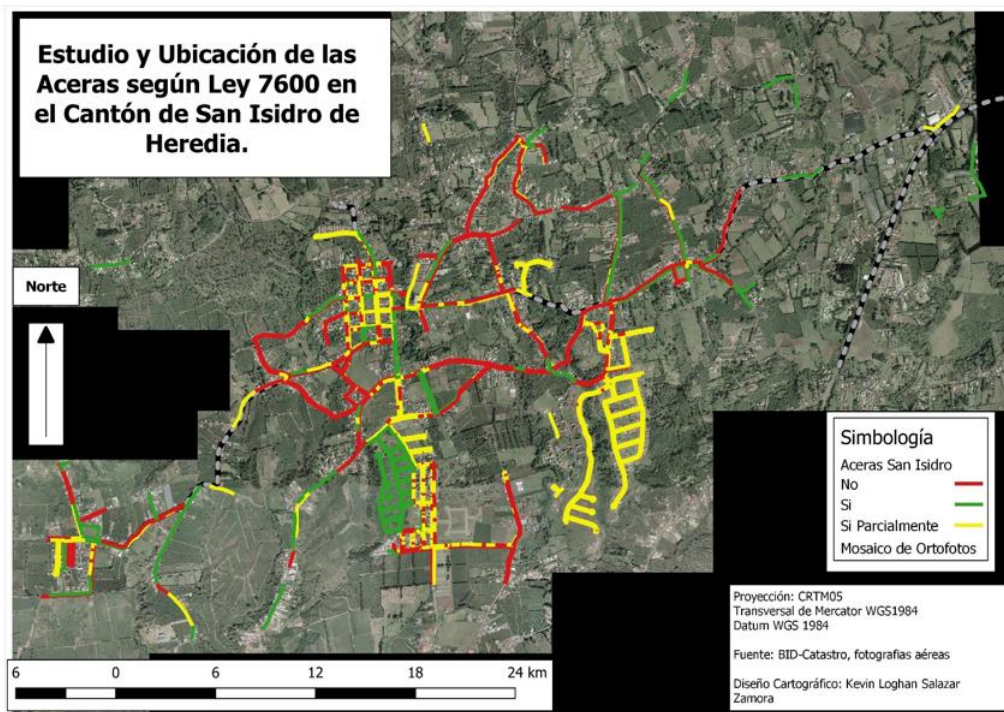 Estudio y Ubicación de las
Aceras según Ley 7600 en
el Cantón de San Isidro de
Heredia.
Norte
Simbología
Aceras San Isidro
No
Si
Si Parcialmente
Mosaico de Ortofotos
Proyección: CRTM05
Transversal de Mercator WGS1984
Datum WGS 1984
Fuente: BID-Catastro, fotografias aéreas
Diseño Cartográfico: Kevin Loghan Salazar
Zamora
6 0 6 12 18 24 km